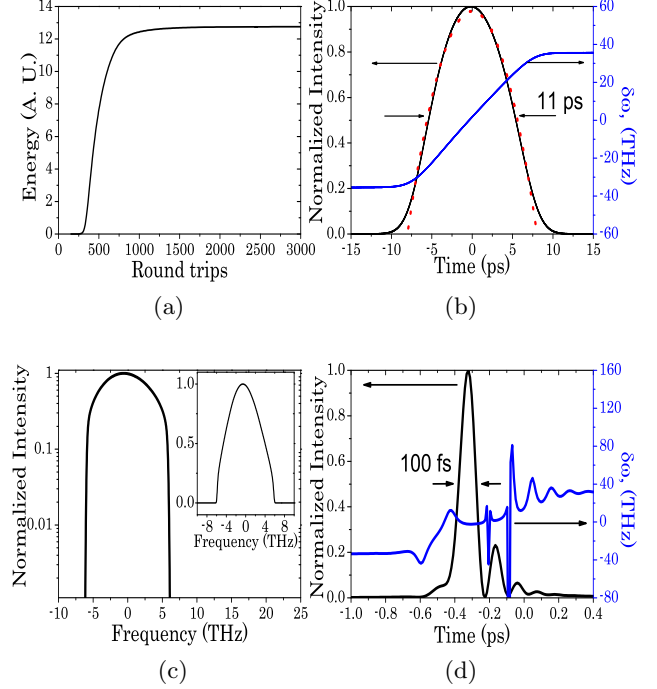 14
12
10
8
6
4
2
0
Energy (A. U.)
0 500 1000 1500 2000 2500 3000
Round trips
(a)
1.0
0.8
0.6
0.4
0.2
0.0
Normalized Intensity
11 ps
60
40
20
0
-20
-40
-60
δω, (THz)
-15 -10 -5 0 5 10 15
Time (ps)
(b)
1
0.1
0.01
Normalized Intensity
1.0
0.5
0.0
-8 -4 0 4 8
Frequency (THz)
-10 -5 0 5 10 15 20 25
Frequency (THz)
(c)
1.0
0.8
0.6
0.4
0.2
0.0
Normalized Intensity
100 fs
160
120
80
40
0
-40
-80
δω, (THz)
-1.0 -0.8 -0.6 -0.4 -0.2 0.0 0.2 0.4
Time (ps)
(d)